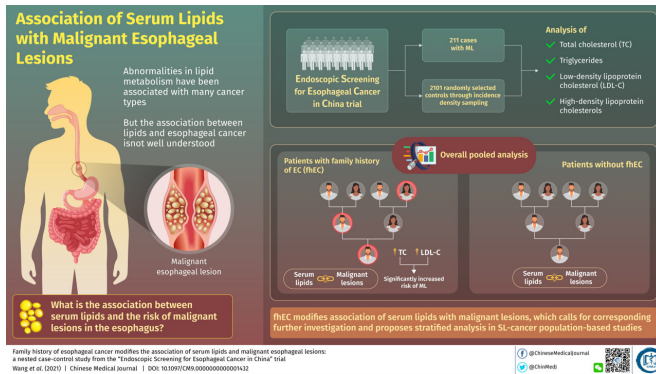 Association of Serum Lipids
with Malignant Esophageal
Lesions
Abnormalities in lipid
metabolism have been
associated with many cancer
types
But the association between
lipids and esophageal cancer
isnot well understood
Malignant
esophageal lesion
What is the association between
serum lipids and the risk of malignant
lesions in the esophagus?
Endoscopic Screening
for Esophageal Cancer
in China trial
211 cases
with ML
2101 randomly selected
controls through incidence
density sampling
Analysis of
Total cholesterol (TC)
Triglycerides
Low-density lipoprotein
cholesterol (LDL-C)
High-density lipoprotein
cholesterols
Overall pooled analysis
Patients with family history
of EC (fhEC)
TC
LDL-C
Serum
lipids
Malignant
lesions
Significantly increased
risk of ML
Patients without fhEC
Serum
lipids
Malignant
lesions
fhEC modifies association of serum lipids with malignant lesions, which calls for corresponding
further investigation and proposes stratified analysis in SL-cancer population-based studies
Family history of esophageal cancer modifies the association of serum lipids and malignant esophageal lesions:
a nested case-control study from the "Endoscopic Screening for Esophageal Cancer in China" trial
Wang et al. (2021) | Chinese Medical Journal | DOI: 10.1097/CM9.0000000000001432
@ChineseMedicalJournal
@ChinMedJ